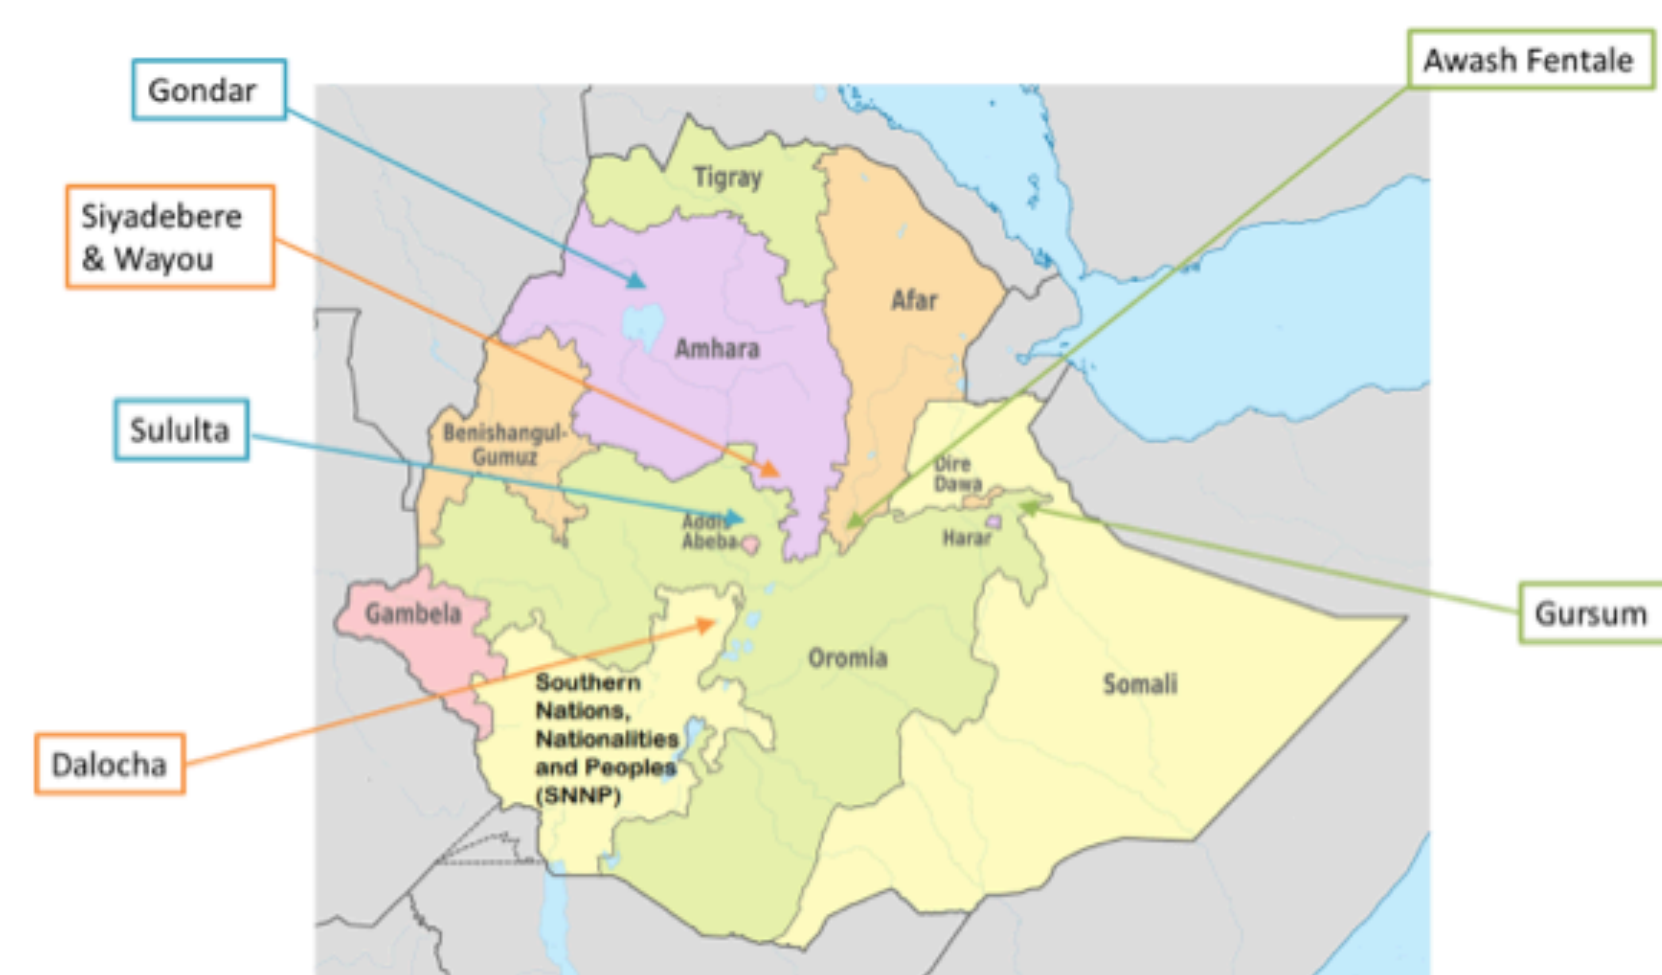 Awash Fentale
Gondar
Tigray
Siyadebere
& Wayou
Afar
Amhara
Sululta
Benishangul-
Gumuz
Dire
Dawa
Addis
Abeba
Harar
Gambela
Gursum
Oromia
Somali
Southern
Nations,
Nationalities
and Peoples
(SNNP)
Dalocha